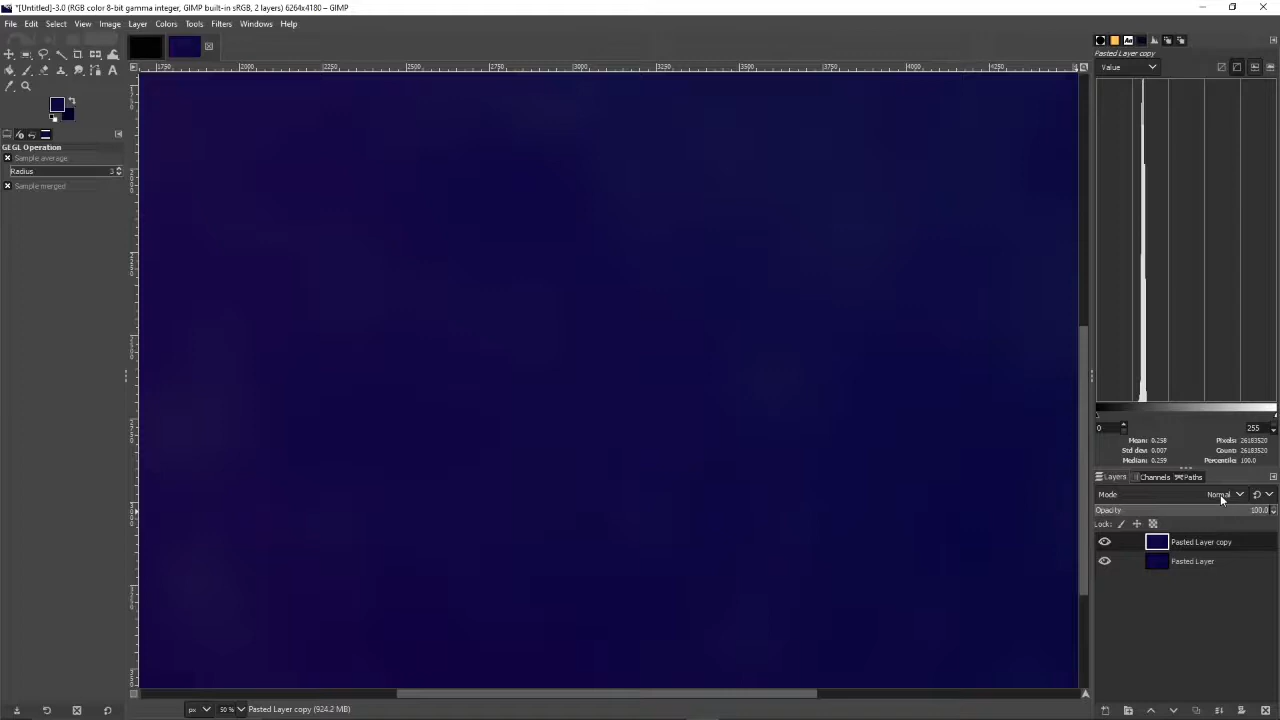 *[Untitled]-3.0 (RGB color 8-bit gamma integer, GIMP built-in sRGB, 2 layers) 6264x4180 – GIMP
File Edit Select View Image Layer Colors Tools Filters Windows Help
Pasted Layer copy
Value
1750 2000 2500 2750 3000 3250 3500 3750 4000 4250
GEGL Operation
Sample average
Radius 3
Sample merged
0 255
Mean: 0.258 Pixels: 26183520
Std dev: 0.007 Count: 26183520
Median: 0.259 Percentile: 100.0
Layers Channels Paths
Mode Normal
Opacity 100.0
Lock:
Pasted Layer copy
Pasted Layer
px 50 % Pasted Layer copy (924.2 MB)